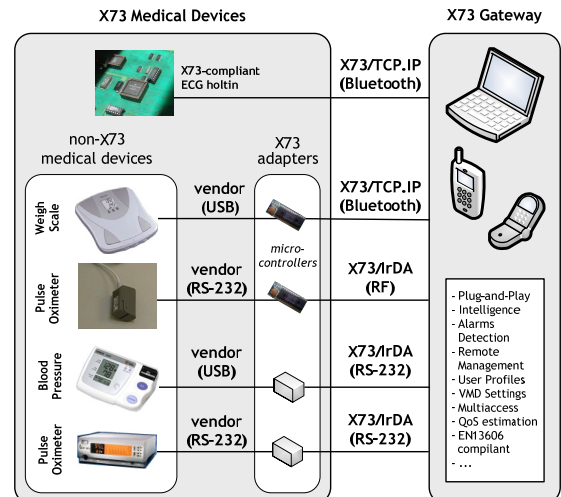 X73 Medical Devices
X73 Gateway
X73-compliant
ECG holtin
X73/TCP.IP
(Bluetooth)
non-X73
medical devices
X73
adapters
Weigh
Scale
vendor
(USB)
X73/TCP.IP
(Bluetooth)
micro-
controllers
Pulse
Oximeter
vendor
(RS-232)
X73/IrDA
(RF)
Blood
Pressure
vendor
(USB)
X73/IrDA
(RS-232)
Pulse
Oximeter
vendor
(RS-232)
X73/IrDA
(RS-232)
- Plug-and-Play
- Intelligence
- Alarms
Detection
- Remote
Management
- User Profiles
- VMD Settings
- Multiaccess
- QoS estimation
- EN13606
compilant
- ...